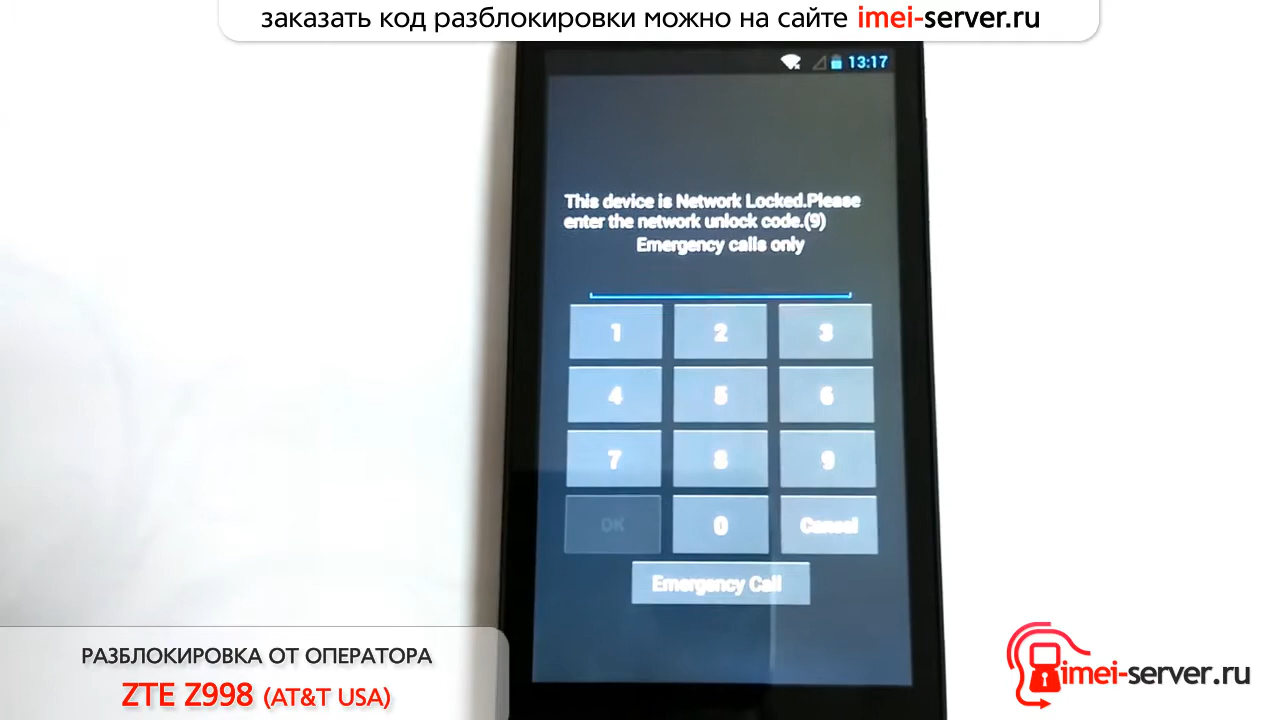 заказать код разблокировки можно на сайте imei-server.ru
13:17
This device is Network Locked.Please
enter the network unlock code.(9)
Emergency calls only
1 2 3
4 5 6
7 8 9
OK 0 Cancel
Emergency Call
РАЗБЛОКИРОВКА ОТ ОПЕРАТОРА
ZTE Z998 (AT&T USA)
imei-server.ru